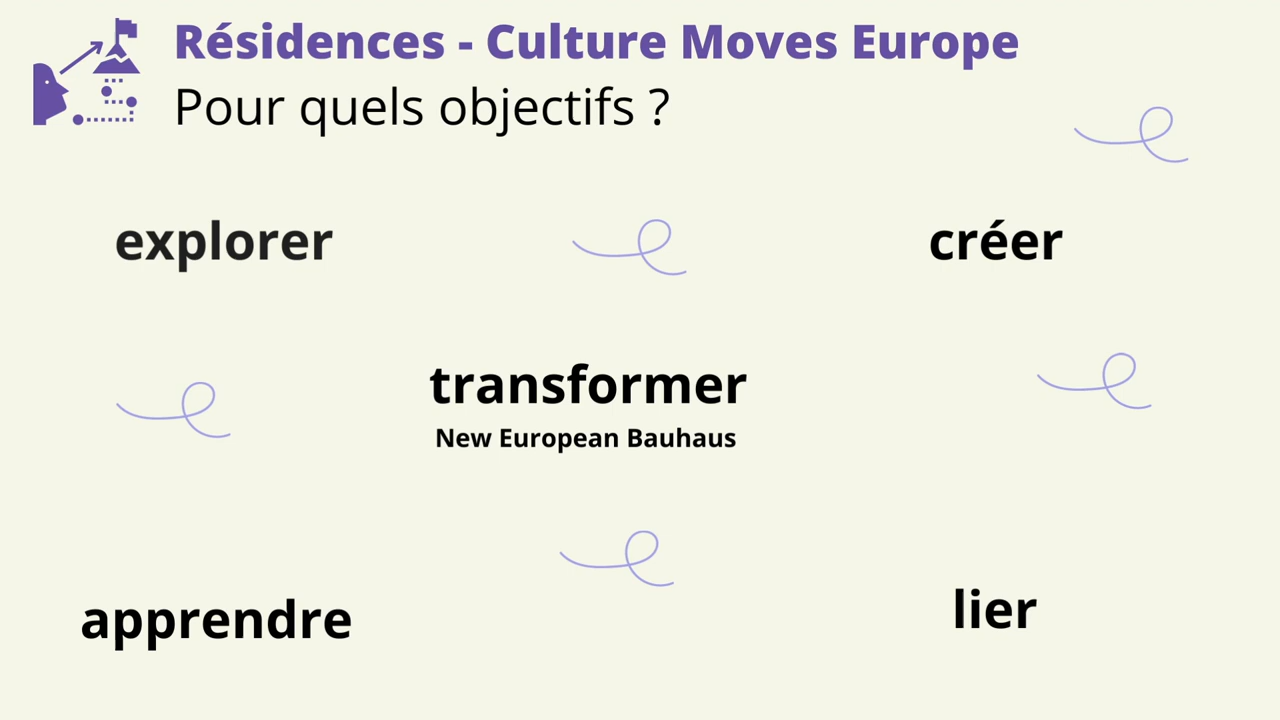 Résidences - Culture Moves Europe
Pour quels objectifs ?
explorer
créer
transformer
New European Bauhaus
apprendre
lier